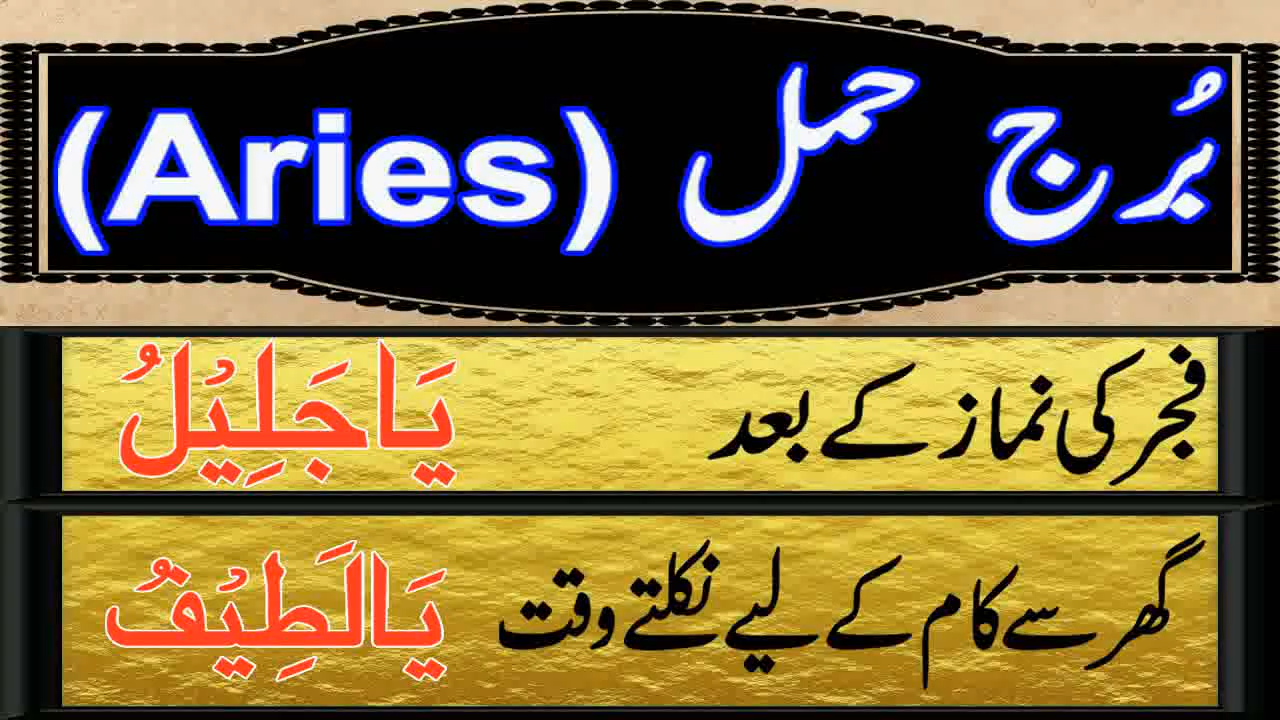 بُرج حمل (Aries)
فجر کی نماز کے بعد يَاجَلِيْلُ
گھر سے کام کے لیے نکلتے وقت يَالَطِيْفُ